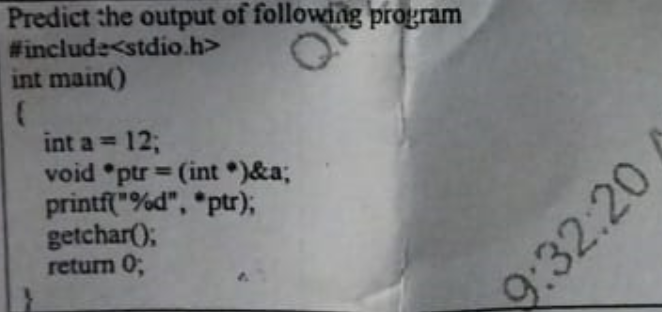 Predict the output of following program
#include<stdio.h>
int main()
{
int a = 12;
void *ptr = (int *)&a;
printf("%d", *ptr);
getchar();
return 0;
}
9:32:20